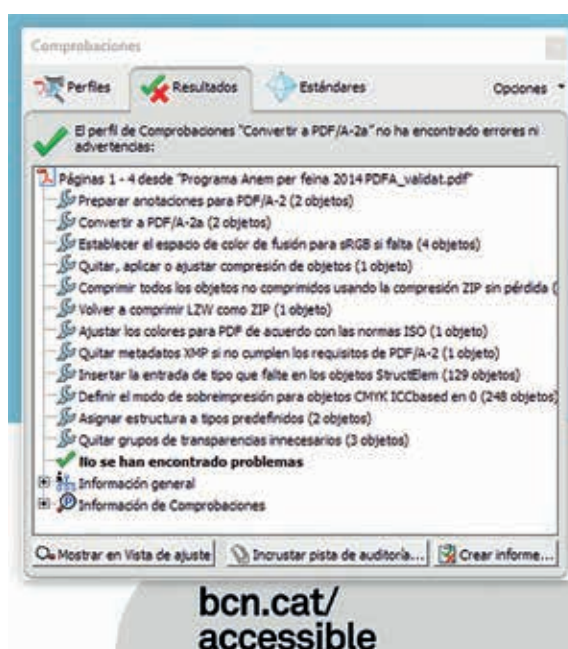 Comprobaciones
Perfiles
Resultados
Estándares
Opciones
El perfil de Comprobaciones "Convertir a PDF/A-2a" no ha encontrado errores ni
advertencias:
Páginas 1 - 4 desde "Programa Anem per feina 2014 PDFA_validat.pdf"
Preparar anotaciones para PDF/A-2 (2 objetos)
Convertir a PDF/A-2a (2 objetos)
Establecer el espacio de color de fusión para sRGB si falta (4 objetos)
Quitar, aplicar o ajustar compresión de objetos (1 objeto)
Comprimir todos los objetos no comprimidos usando la compresión ZIP sin pérdida (
Volver a comprimir LZW como ZIP (1 objeto)
Ajustar los colores para PDF de acuerdo con las normas ISO (1 objeto)
Quitar metadatos XMP si no cumplen los requisitos de PDF/A-2 (1 objeto)
Insertar la entrada de tipo que falte en los objetos StructElem (129 objetos)
Definir el modo de sobreimpresión para objetos CMYK ICCbased en 0 (248 objetos)
Asignar estructura a tipos predefinidos (2 objetos)
Quitar grupos de transparencias innecesarios (3 objetos)
No se han encontrado problemas
Información general
Información de Comprobaciones
Mostrar en Vista de ajuste
Incrustar pista de auditoría...
Crear informe...
bcn.cat/
accessible